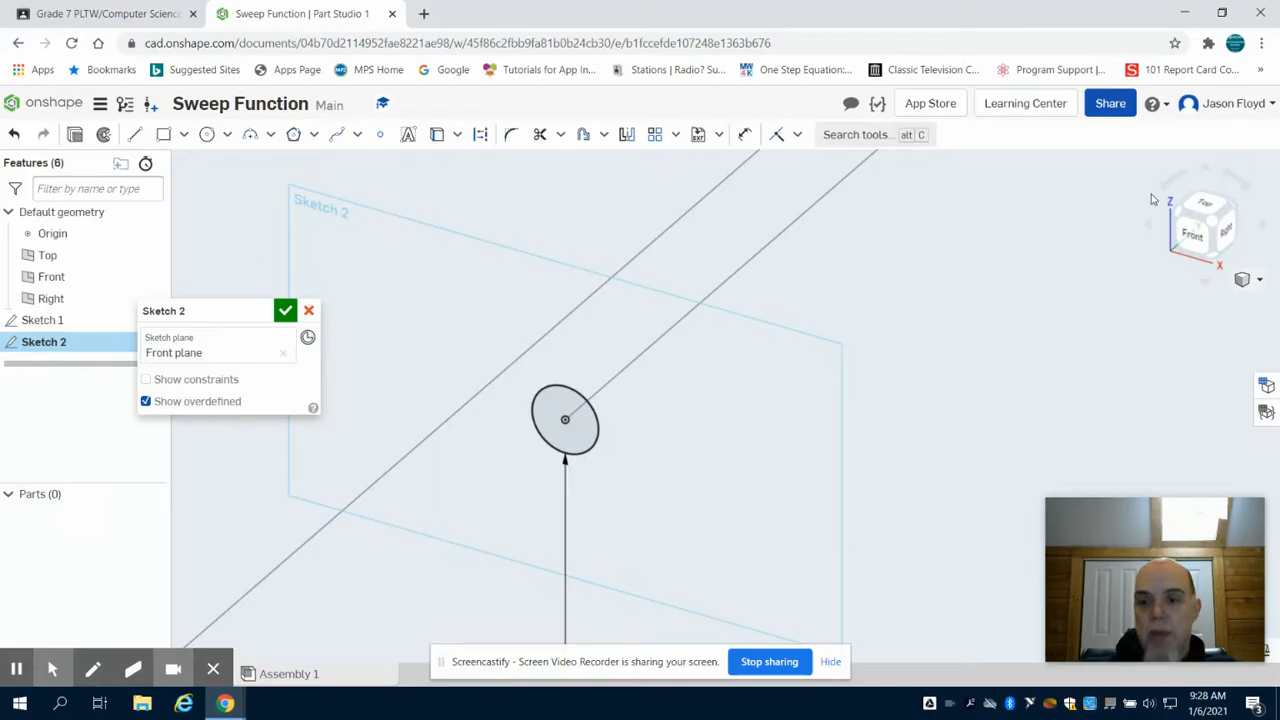 Grade 7 PLTW/Computer Science
Sweep Function | Part Studio 1
cad.onshape.com/documents/04b70d2114952fae8221ae98/w/45f86c2fbb9fa81b0b24cb30/e/b1fccefde107248e1363b676
Apps Bookmarks Suggested Sites Apps Page MPS Home Google Tutorials for App In... Stations | Radio? Su... One Step Equation:... Classic Television C... Program Support |... 101 Report Card Co...
onshape Sweep Function Main App Store Learning Center Share Jason Floyd
Search tools... alt C
Features (6)
Filter by name or type
Default geometry
Origin
Top
Front
Right
Sketch 1
Sketch 2
Sketch 2
Sketch plane
Front plane
Show constraints
Show overdefined
Sketch 2
Z
Top
Front
Right
X
Parts (0)
Assembly 1
Screencastify - Screen Video Recorder is sharing your screen. Stop sharing Hide
9:28 AM
1/6/2021
3